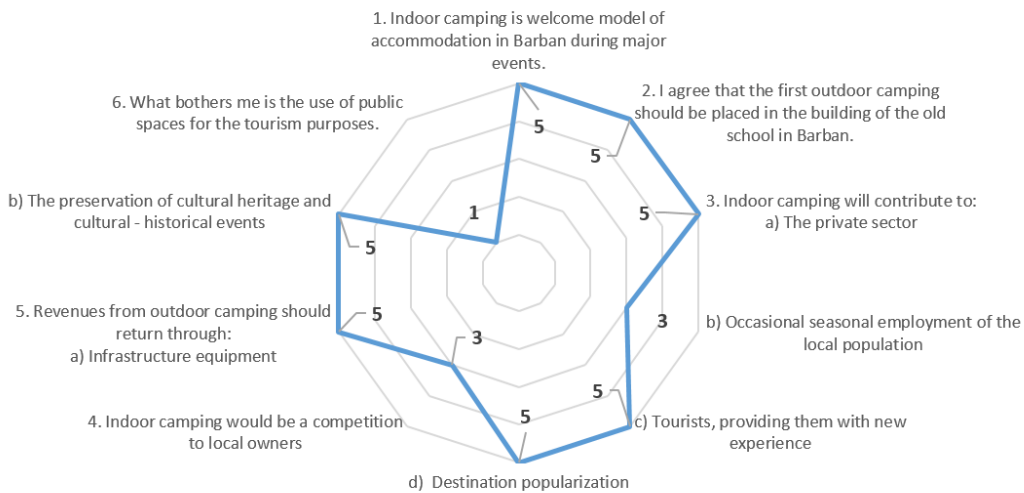 1. Indoor camping is welcome model of
accommodation in Barban during major
events.
2. I agree that the first outdoor camping
should be placed in the building of the old
school in Barban.
3. Indoor camping will contribute to:
a) The private sector
b) Occasional seasonal employment of the
local population
c) Tourists, providing them with new
experience
d) Destination popularization
4. Indoor camping would be a competition
to local owners
5. Revenues from outdoor camping should
return through:
a) Infrastructure equipment
b) The preservation of cultural heritage and
cultural - historical events
6. What bothers me is the use of public
spaces for the tourism purposes.
5
5
5
3
5
5
3
5
5
1